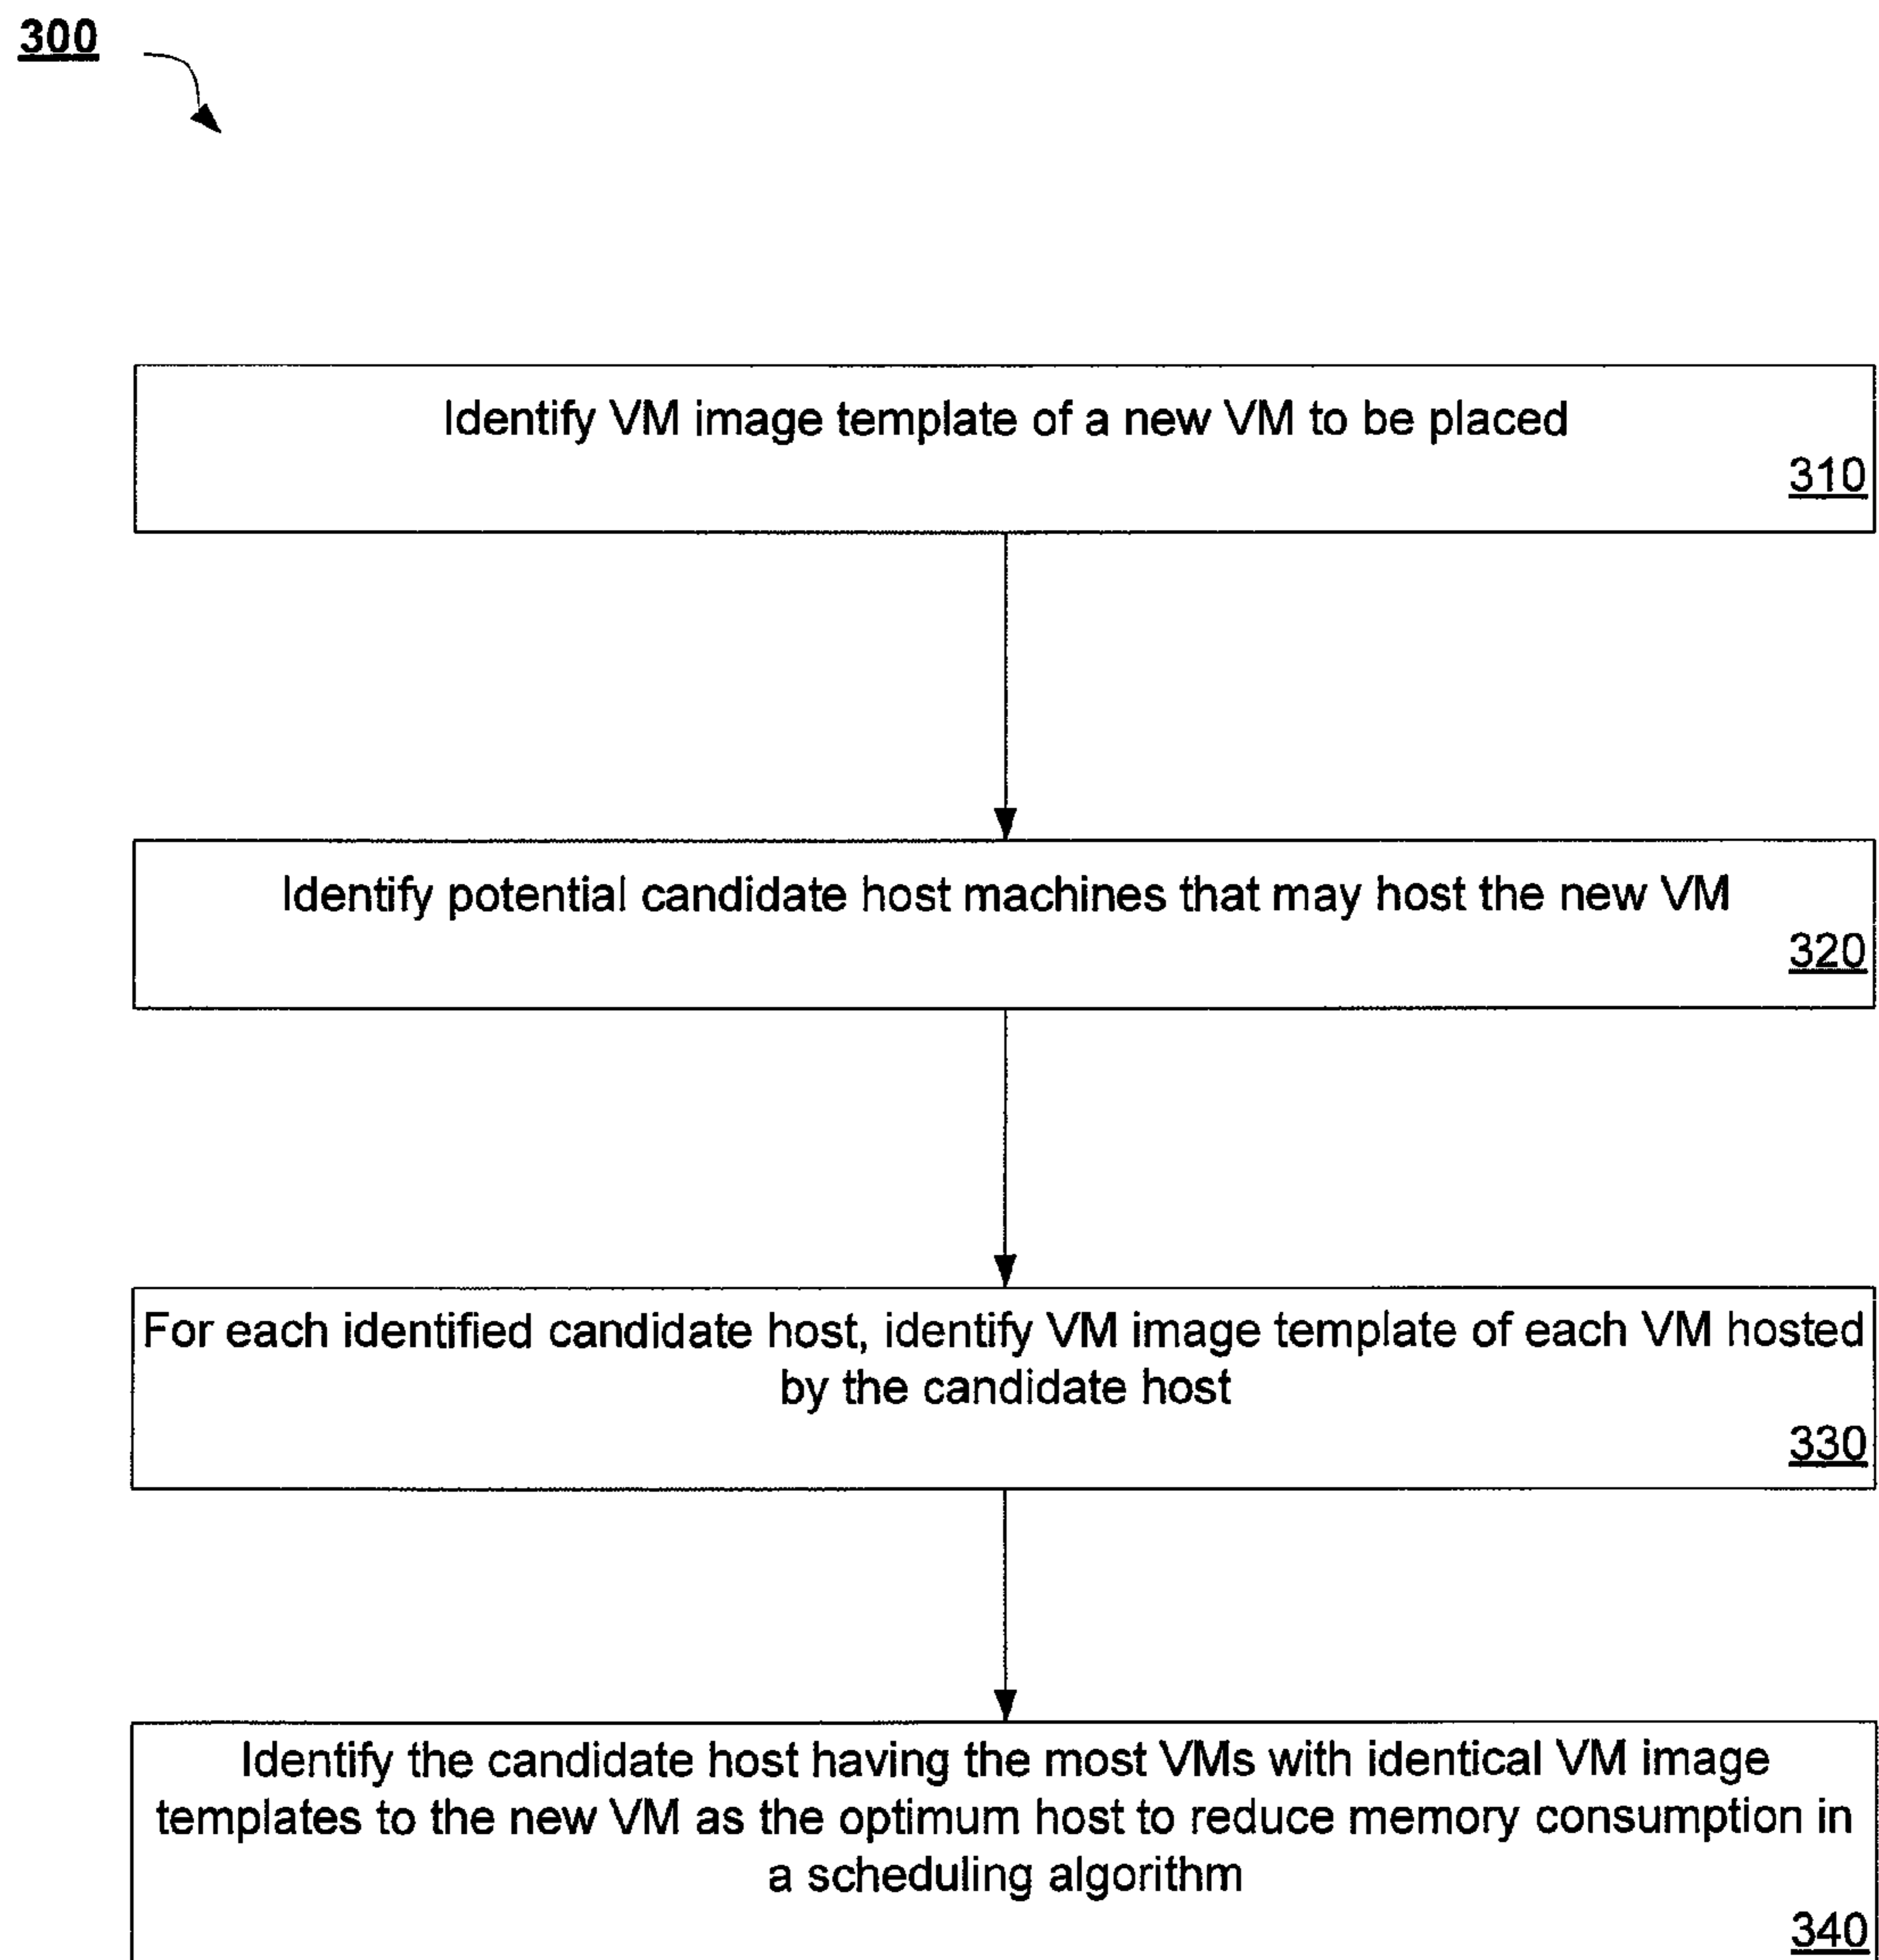 300
Identify VM image template of a new VM to be placed
310
Identify potential candidate host machines that may host the new VM
320
For each identified candidate host, identify VM image template of each VM hosted
by the candidate host
330
Identify the candidate host having the most VMs with identical VM image
templates to the new VM as the optimum host to reduce memory consumption in
a scheduling algorithm
340